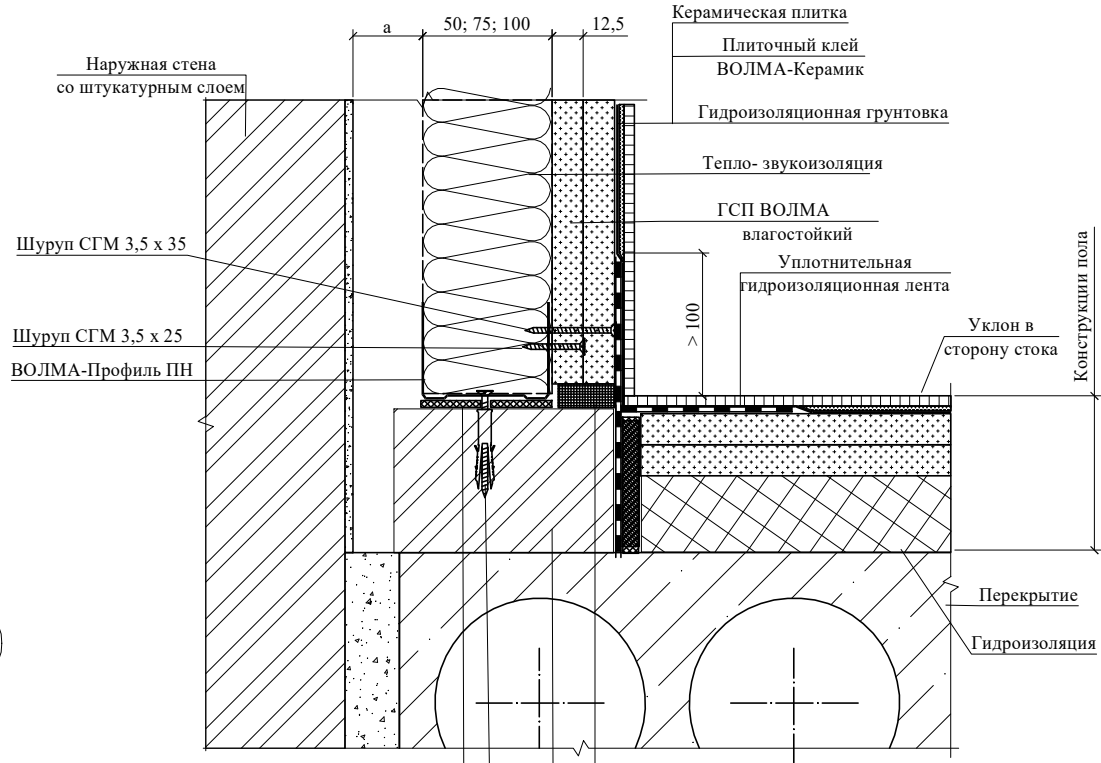 Керамическая плитка
а
50; 75; 100
12,5
Плиточный клей
ВОЛМА-Керамик
Наружная стена
со штукатурным слоем
Гидроизоляционная грунтовка
Тепло- звукоизоляция
ГСП ВОЛМА
влагостойкий
Шуруп СГМ 3,5 х 35
Уплотнительная
гидроизоляционная лента
> 100
Конструкции пола
Шуруп СГМ 3,5 х 25
Уклон в
сторону стока
ВОЛМА-Профиль ПН
Перекрытие
Гидроизоляция